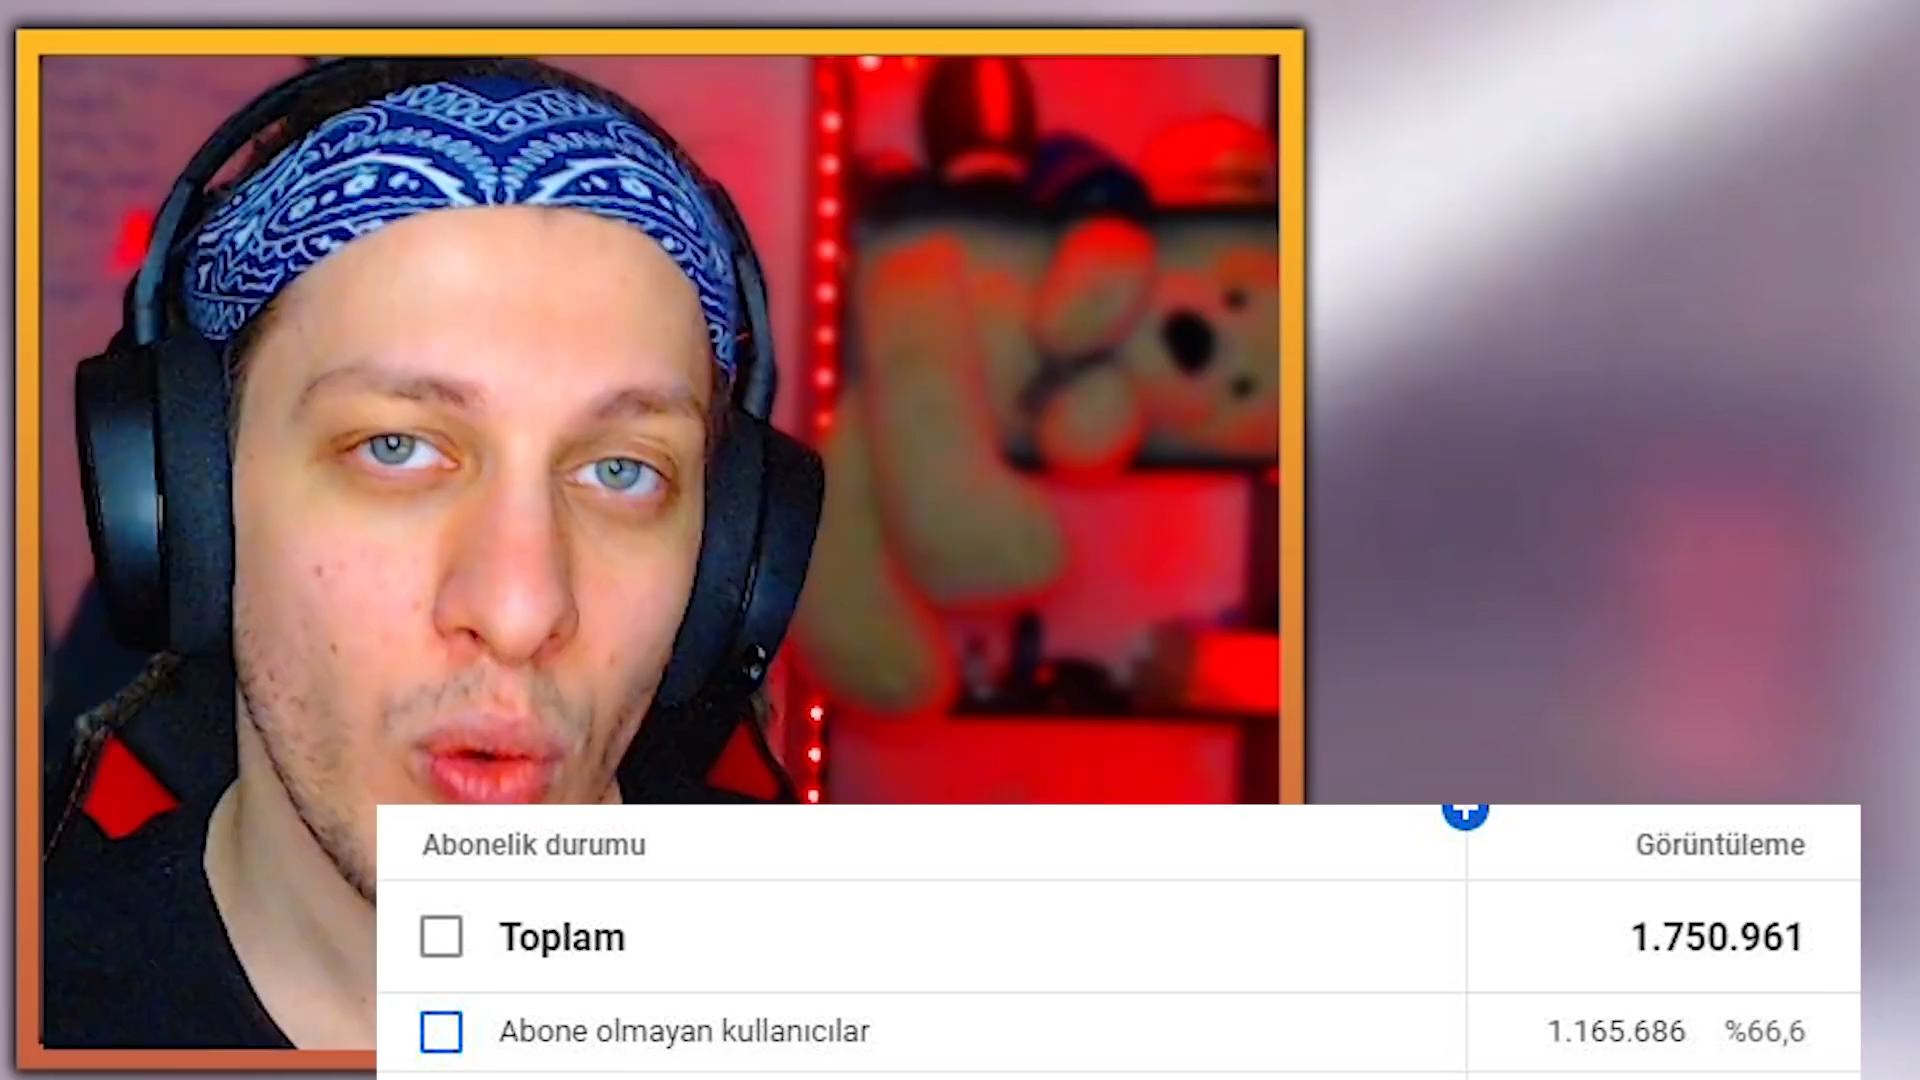 Abonelik durumu Görüntüleme
Toplam 1.750.961
Abone olmayan kullanıcılar 1.165.686 %66,6